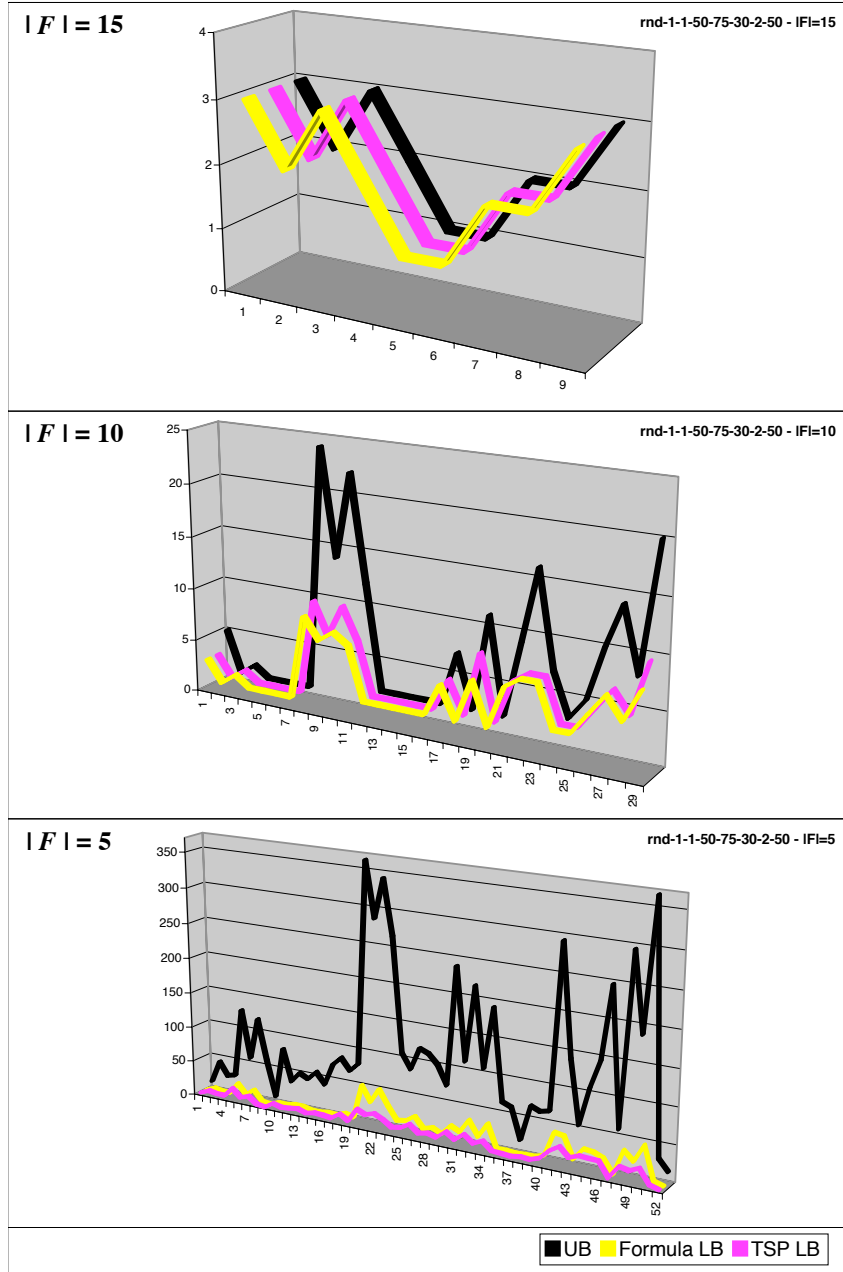 | F | = 15
rnd-1-1-50-75-30-2-50 - |F|=15
4
3
2
1
0
1 2 3 4 5 6 7 8 9
| F | = 10
rnd-1-1-50-75-30-2-50 - |F|=10
25
20
15
10
5
0
1 3 5 7 9 11 13 15 17 19 21 23 25 27 29
| F | = 5
rnd-1-1-50-75-30-2-50 - |F|=5
350
300
250
200
150
100
50
0
1 4 7 10 13 16 19 22 25 28 31 34 37 40 43 46 49 52
UB Formula LB TSP LB